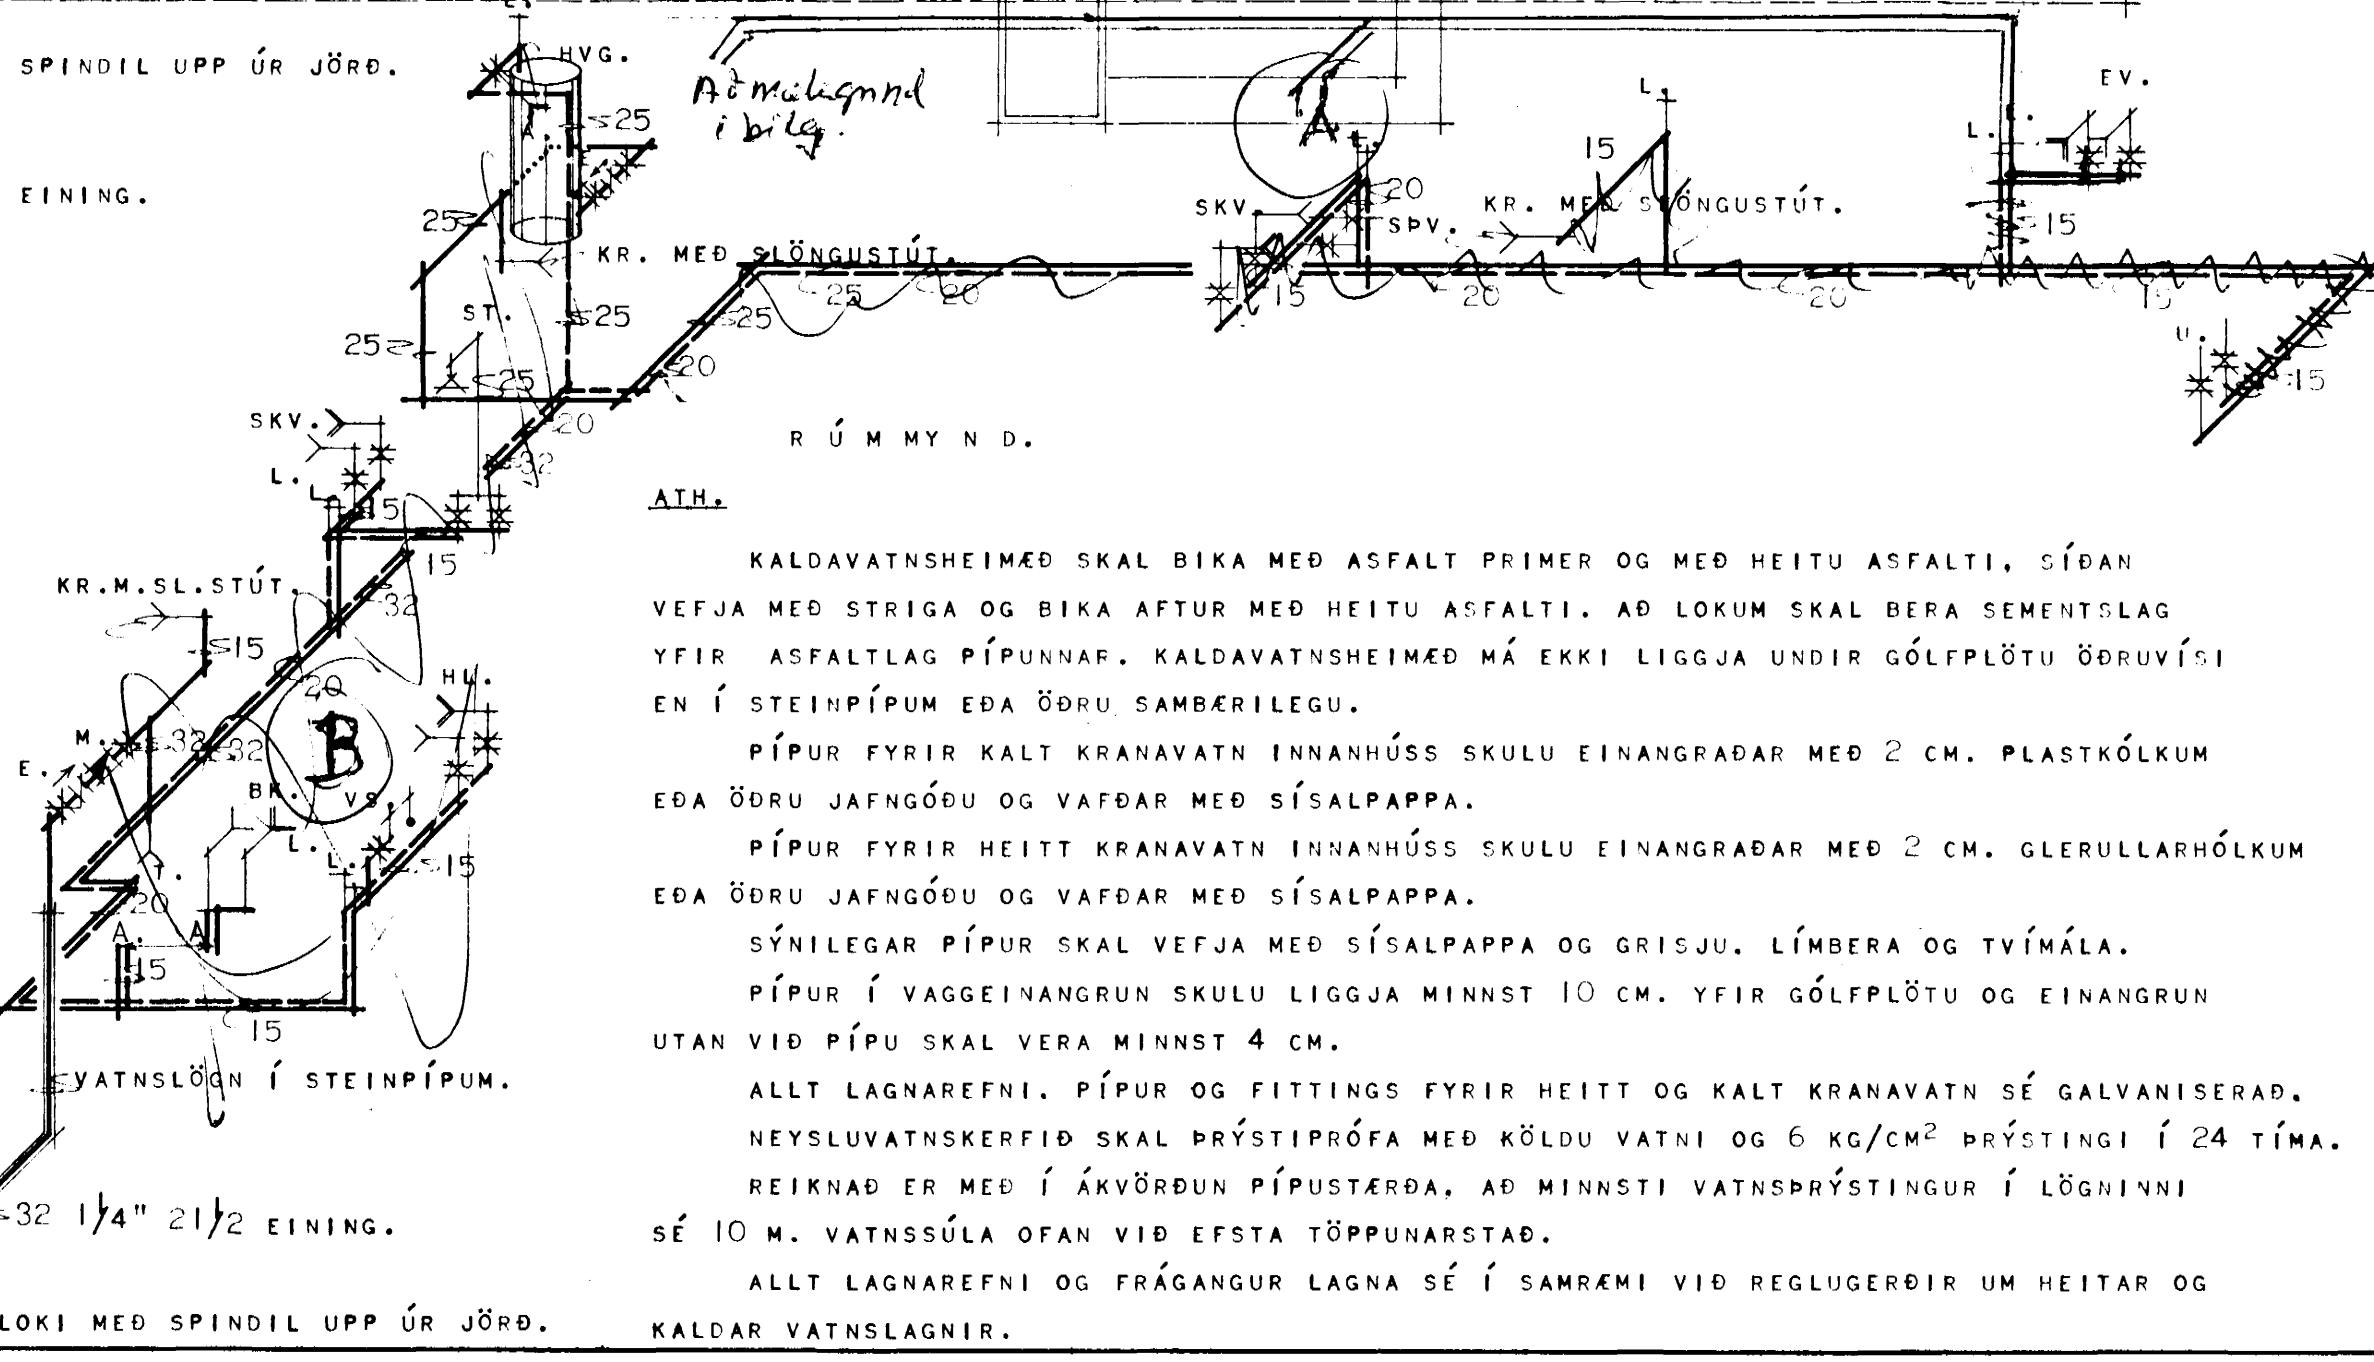 SPINDIL UPP ÚR JÖRÐ.
EINING.
HVG.
25
25
KR. MEÐ SLÖNGUSTÚT.
ST.
25
25
25
25
20
25
20
20
32
í bílg.
A.
SKV.
L.
20
SÞV.
15
15
L.
KR. MEÐ SLÖNGUSTÚT.
20
20
EV.
L.
15
15
U.
15
SKV.
L.
L.
15
15
32
KR.M.SL.STÚT.
15
20
B
HL.
M.
32
32
E.
BK.
VS.
L.
L.
15
T.
20
A.
A
15
15
VATNSLÖGN Í STEINPÍPUM.
32 1 1/4" 21 1/2 EINING.
LOKI MEÐ SPINDIL UPP ÚR JÖRÐ.
RÚMMYND.
ATH.
KALDAVATNSHEIMÆÐ SKAL BIKA MEÐ ASFALT PRIMER OG MEÐ HEITU ASFALTI, SÍÐAN
VEFJA MEÐ STRIGA OG BIKA AFTUR MEÐ HEITU ASFALTI. AÐ LOKUM SKAL BERA SEMENTSLAG
YFIR ASFALTLAG PÍPUNNAR. KALDAVATNSHEIMÆÐ MÁ EKKI LIGGJA UNDIR GÓLFPLÖTU ÖÐRUVÍSI
EN Í STEINPÍPUM EÐA ÖÐRU SAMBÆRILEGU.
PÍPUR FYRIR KALT KRANAVATN INNANHÚSS SKULU EINANGRAÐAR MEÐ 2 CM. PLASTKÓLKUM
EÐA ÖÐRU JAFNGÓÐU OG VAFÐAR MEÐ SÍSALPAPPA.
PÍPUR FYRIR HEITT KRANAVATN INNANHÚSS SKULU EINANGRAÐAR MEÐ 2 CM. GLERULLARHÓLKUM
EÐA ÖÐRU JAFNGÓÐU OG VAFÐAR MEÐ SÍSALPAPPA.
SÝNILEGAR PÍPUR SKAL VEFJA MEÐ SÍSALPAPPA OG GRISJU. LÍMBERA OG TVÍMÁLA.
PÍPUR Í VAGGEINANGRUN SKULU LIGGJA MINNST 10 CM. YFIR GÓLFPLÖTU OG EINANGRUN
UTAN VIÐ PÍPU SKAL VERA MINNST 4 CM.
ALLT LAGNAREFNI. PÍPUR OG FITTINGS FYRIR HEITT OG KALT KRANAVATN SÉ GALVANISERAÐ.
NEYSLUVATNSKERFIÐ SKAL ÞRÝSTIPRÓFA MEÐ KÖLDU VATNI OG 6 KG/CM² ÞRÝSTINGI Í 24 TÍMA.
REIKNAÐ ER MEÐ Í ÁKVÖRÐUN PÍPUSTÆRÐA, AÐ MINNSTI VATNSÞRÝSTINGUR Í LÖGNINNI
SÉ 10 M. VATNSSÚLA OFAN VIÐ EFSTA TÖPPUNARSTAÐ.
ALLT LAGNAREFNI OG FRÁGANGUR LAGNA SÉ Í SAMRÆMI VIÐ REGLUGERÐIR UM HEITAR OG
KALDAR VATNSLAGNIR.